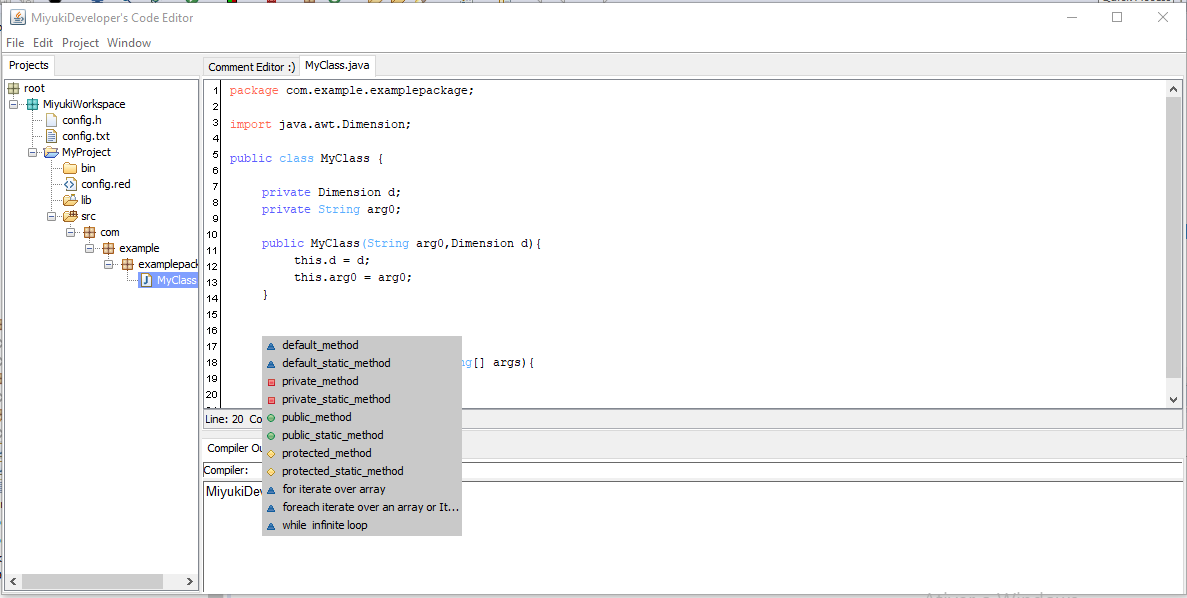 MiyukiDeveloper's Code Editor
File Edit Project Window
Projects
root
MiyukiWorkspace
config.h
config.txt
MyProject
bin
config.red
lib
src
com
example
examplepack
MyClass
Comment Editor :) MyClass.java
1
2
3
4
5
6
7
8
9
10
11
12
13
14
15
16
17
18
19
20
package com.example.examplepackage;
import java.awt.Dimension;
public class MyClass {
private Dimension d;
private String arg0;
public MyClass(String arg0,Dimension d){
this.d = d;
this.arg0 = arg0;
}
ng[] args){
default_method
default_static_method
private_method
private_static_method
public_method
public_static_method
protected_method
protected_static_method
for iterate over array
foreach iterate over an array or It...
while infinite loop
Line: 20 Co
Compiler Ou
Compiler:
MiyukiDev